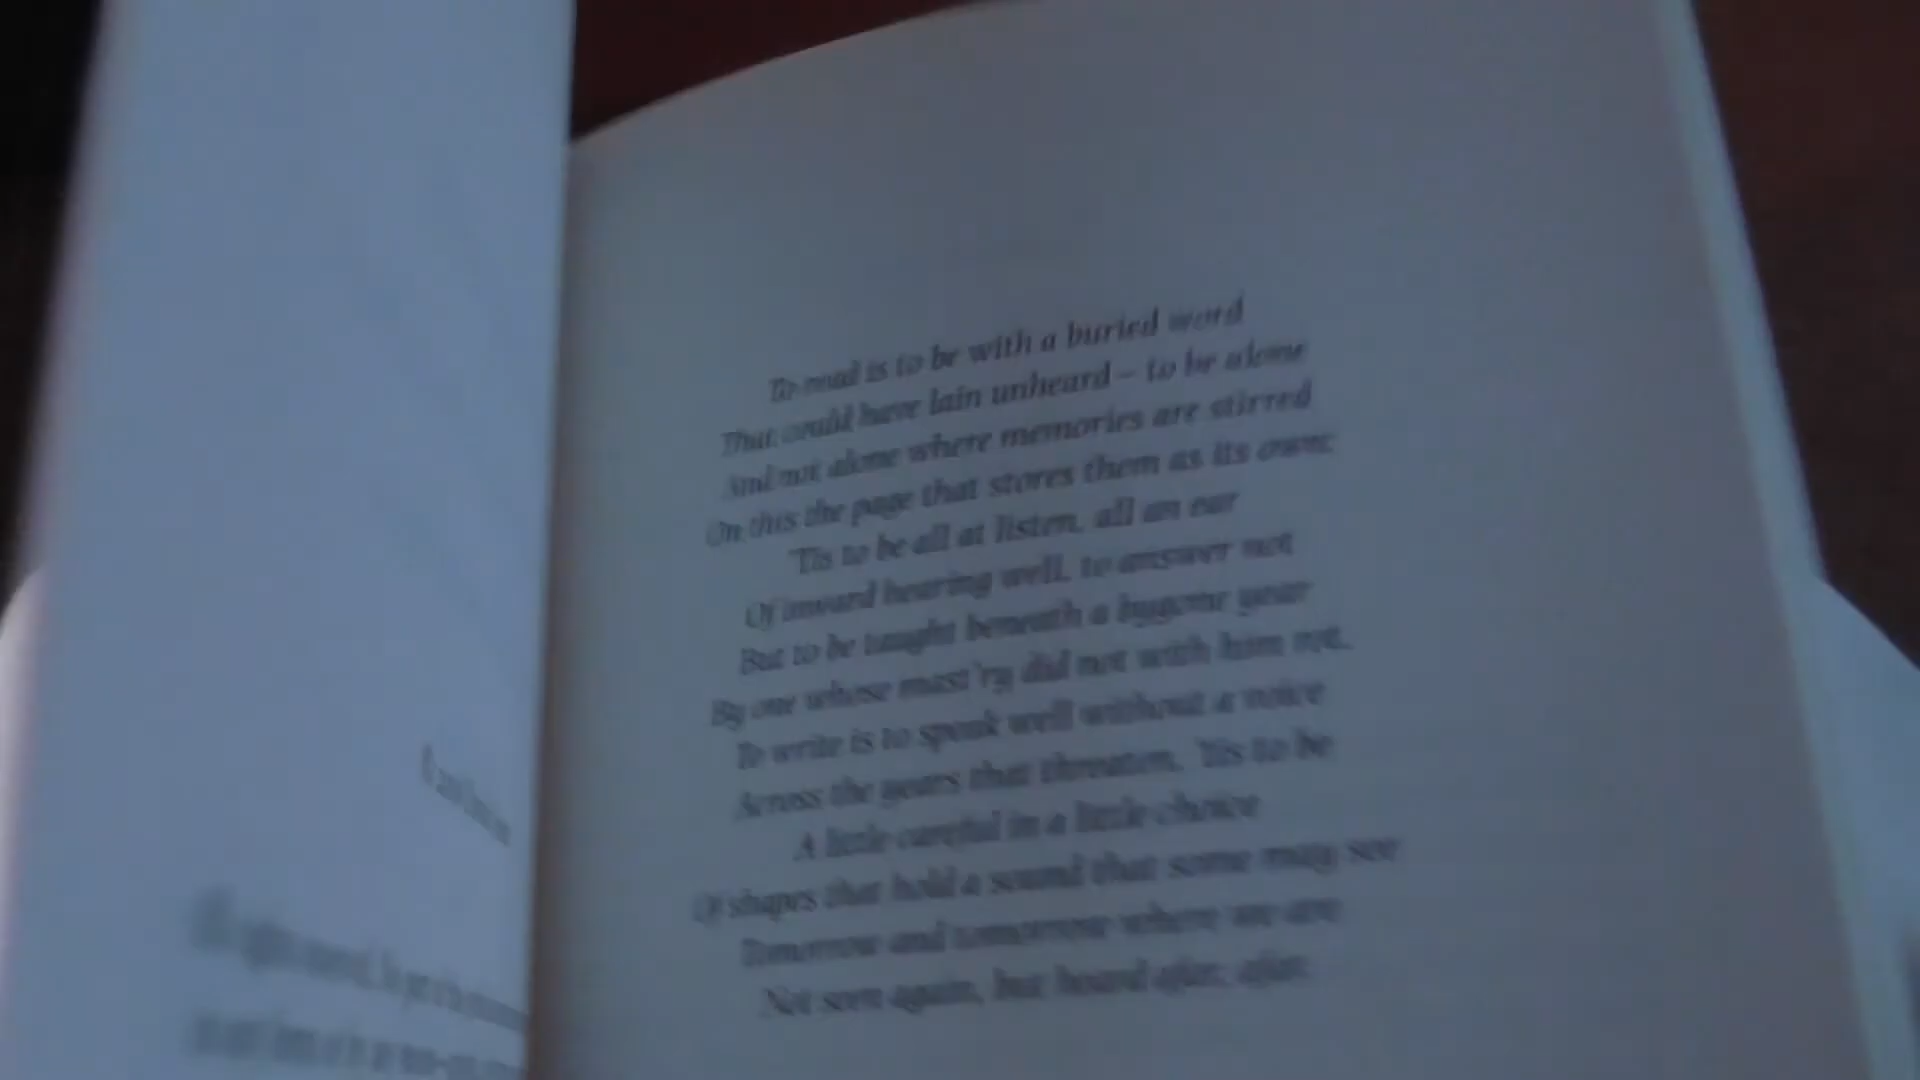 To read is to be with a buried word
That could have lain unheard – to be alone
And not alone where memories are stirred
On this the page that stores them as its own;
'Tis to be all at listen, all an ear
Of inward hearing well, to answer not
But to be taught beneath a bygone year
By one whose mast'ry did not with him rot.
To write is to speak well without a voice
Across the years that threaten. 'Tis to be
A little careful in a little choice
Of shapes that hold a sound that some may see
Tomorrow and tomorrow where we are
Not seen again, but heard afar, afar.